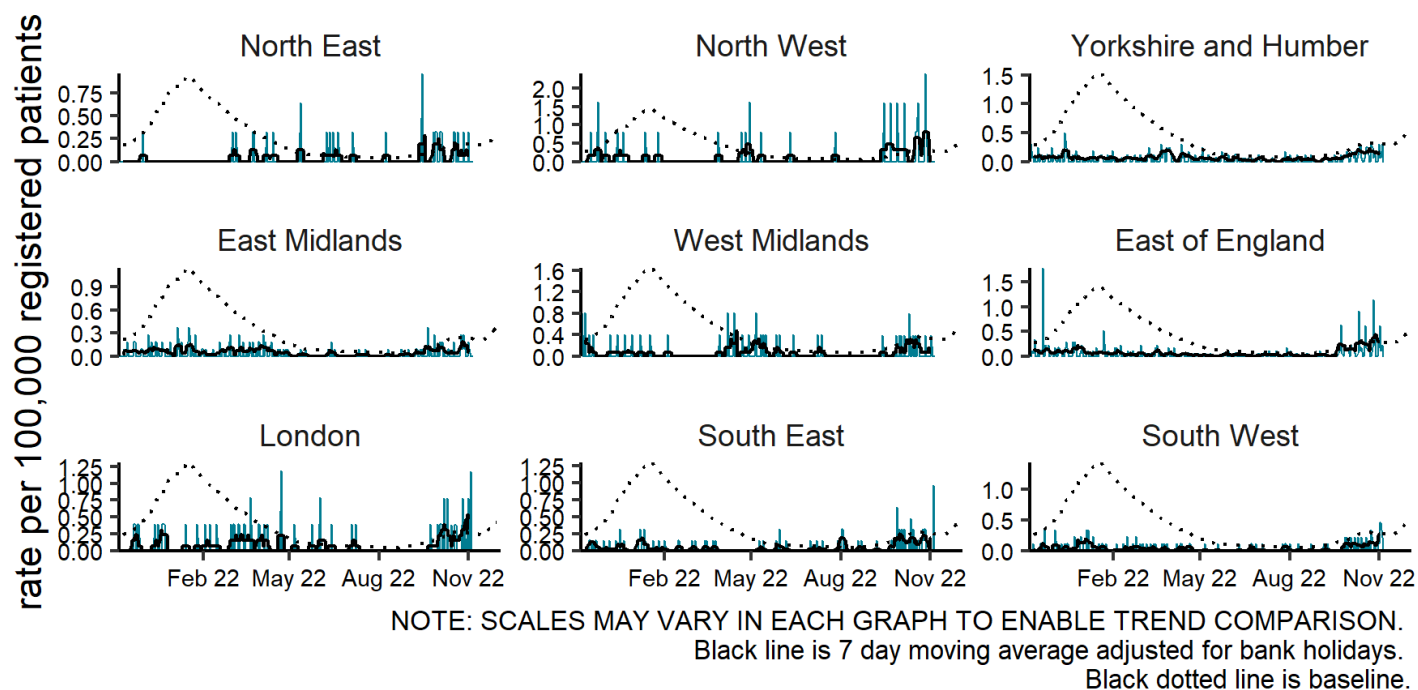 rate per 100,000 registered patients
North East
North West
Yorkshire and Humber
0.75
0.50
0.25
0.00
2.0
1.5
1.0
0.5
0.0
1.5
1.0
0.5
0.0
East Midlands
West Midlands
East of England
0.9
0.6
0.3
0.0
1.6
1.2
0.8
0.4
0.0
1.5
1.0
0.5
0.0
London
South East
South West
1.25
1.00
0.75
0.50
0.25
0.00
1.25
1.00
0.75
0.50
0.25
0.00
1.0
0.5
0.0
Feb 22 May 22 Aug 22 Nov 22
Feb 22 May 22 Aug 22 Nov 22
Feb 22 May 22 Aug 22 Nov 22
NOTE: SCALES MAY VARY IN EACH GRAPH TO ENABLE TREND COMPARISON.
Black line is 7 day moving average adjusted for bank holidays.
Black dotted line is baseline.